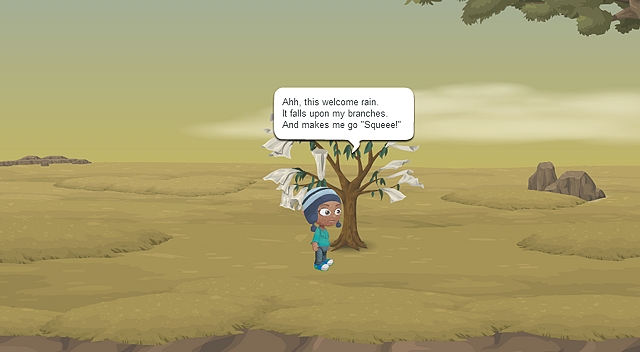 Ahh, this welcome rain.
It falls upon my branches.
And makes me go "Squeee!"